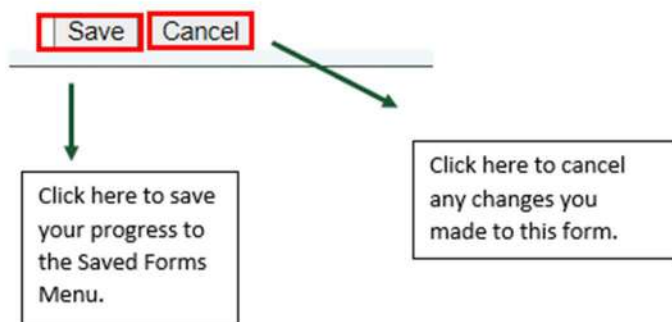 Save Cancel
Click here to save
your progress to
the Saved Forms
Menu.
Click here to cancel
any changes you
made to this form.